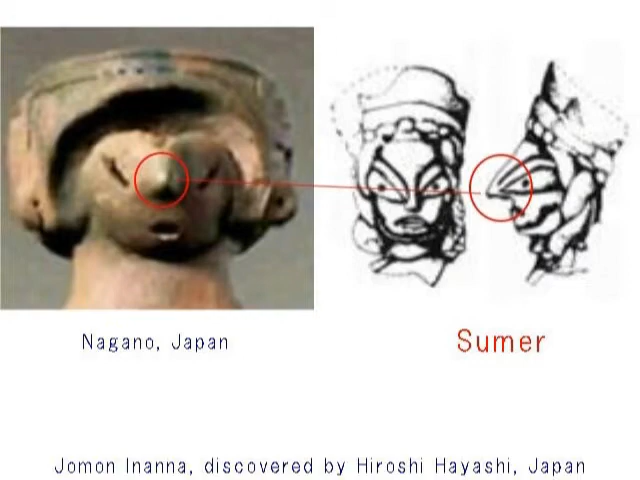 Nagano, Japan
Sumer
Jomon Inanna, discovered by Hiroshi Hayashi, Japan